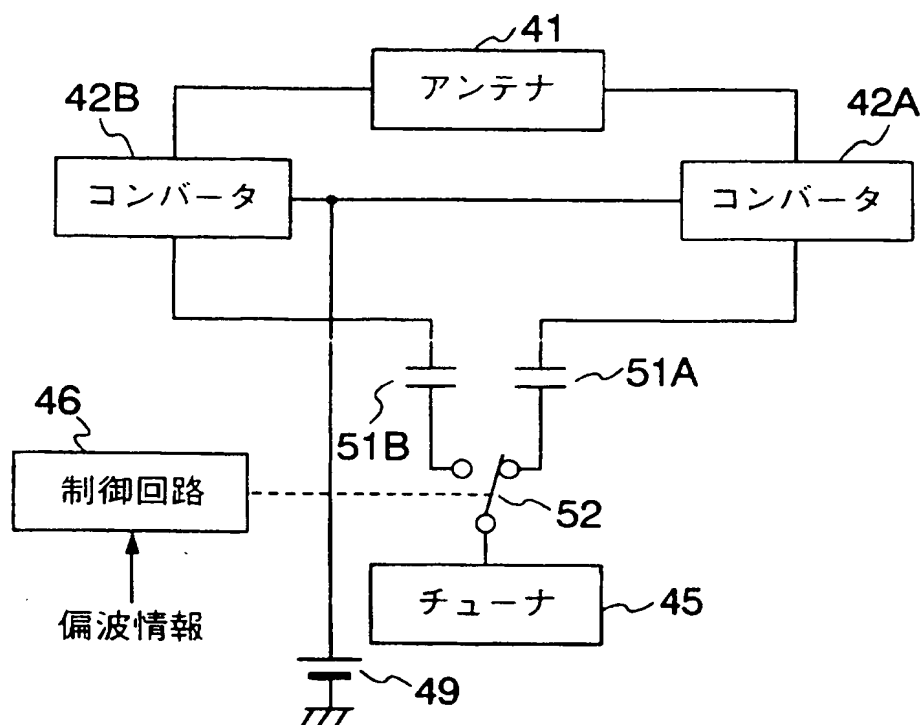 41
アンテナ
42B
42A
コンバータ
コンバータ
51A
51B
46
制御回路
52
チューナ
45
偏波情報
49